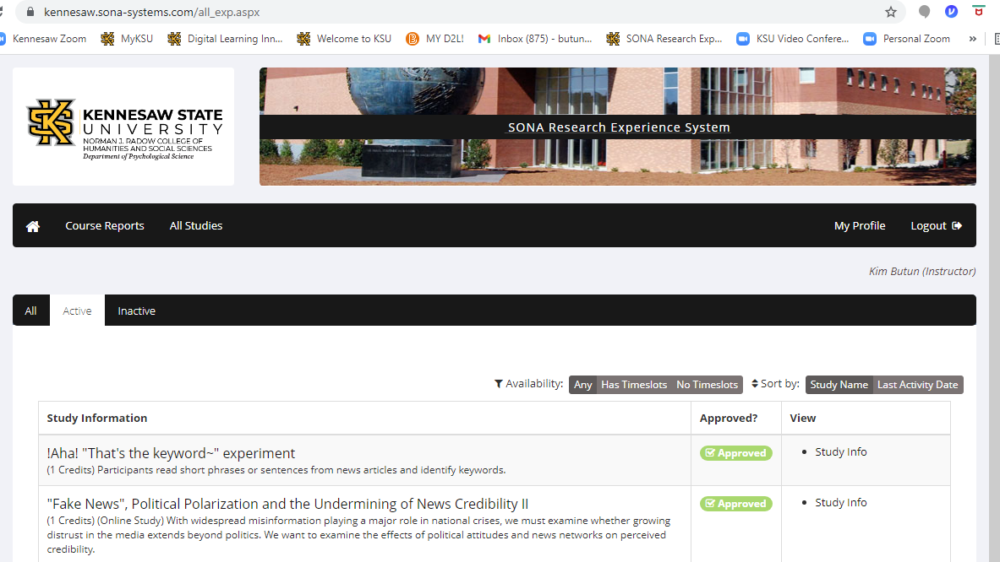 kennesaw.sona-systems.com/all_exp.aspx
Kennesaw Zoom MyKSU Digital Learning Inn... Welcome to KSU MY D2L! Inbox (875) - butun... SONA Research Exp... KSU Video Confere... Personal Zoom »
KENNESAW STATE
UNIVERSITY
NORMAN J. RADOW COLLEGE OF
HUMANITIES AND SOCIAL SCIENCES
Department of Psychological Science
SONA Research Experience System
Course Reports All Studies My Profile Logout
Kim Butun (Instructor)
All Active Inactive
Availability: Any Has Timeslots No Timeslots Sort by: Study Name Last Activity Date
Study Information Approved? View
!Aha! "That's the keyword~" experiment Approved • Study Info
(1 Credits) Participants read short phrases or sentences from news articles and identify keywords.
"Fake News", Political Polarization and the Undermining of News Credibility II Approved • Study Info
(1 Credits) (Online Study) With widespread misinformation playing a major role in national crises, we must examine whether growing
distrust in the media extends beyond politics. We want to examine the effects of political attitudes and news networks on perceived
credibility.